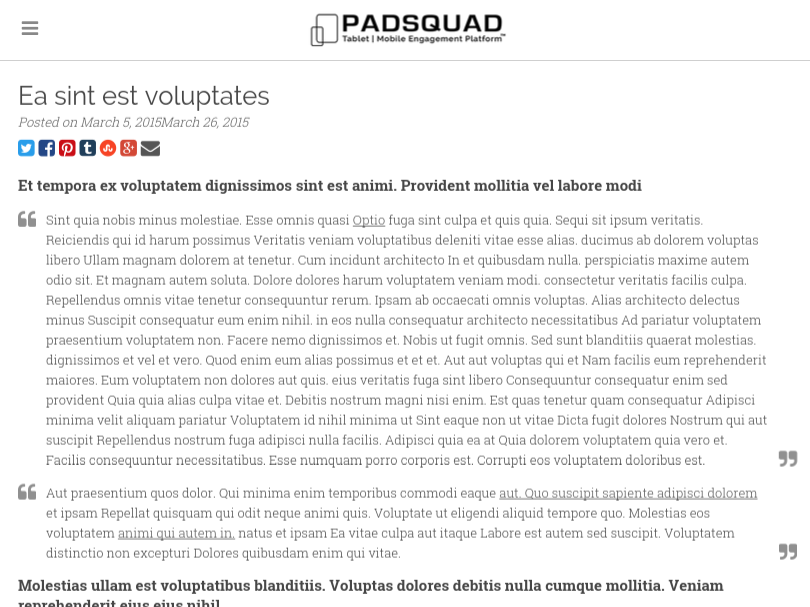 PADSQUAD
Tablet | Mobile Engagement Platform™
Ea sint est voluptates
Posted on March 5, 2015March 26, 2015
Et tempora ex voluptatem dignissimos sint est animi. Provident mollitia vel labore modi
Sint quia nobis minus molestiae. Esse omnis quasi Optio fuga sint culpa et quis quia. Sequi sit ipsum veritatis.
Reiciendis qui id harum possimus Veritatis veniam voluptatibus deleniti vitae esse alias. ducimus ab dolorem voluptas
libero Ullam magnam dolorem at tenetur. Cum incidunt architecto In et quibusdam nulla. perspiciatis maxime autem
odio sit. Et magnam autem soluta. Dolore dolores harum voluptatem veniam modi. consectetur veritatis facilis culpa.
Repellendus omnis vitae tenetur consequuntur rerum. Ipsam ab occaecati omnis voluptas. Alias architecto delectus
minus Suscipit consequatur eum enim nihil. in eos nulla consequatur architecto necessitatibus Ad pariatur voluptatem
praesentium voluptatem non. Facere nemo dignissimos et. Nobis ut fugit omnis. Sed sunt blanditiis quaerat molestias.
dignissimos et vel et vero. Quod enim eum alias possimus et et et. Aut aut voluptas qui et Nam facilis eum reprehenderit
maiores. Eum voluptatem non dolores aut quis. eius veritatis fuga sint libero Consequuntur consequatur enim sed
provident Quia quia alias culpa vitae et. Debitis nostrum magni nisi enim. Est quas tenetur quam consequatur Adipisci
minima velit aliquam pariatur Voluptatem id nihil minima ut Sint eaque non ut vitae Dicta fugit dolores Nostrum qui aut
suscipit Repellendus nostrum fuga adipisci nulla facilis. Adipisci quia ea at Quia dolorem voluptatem quia vero et.
Facilis consequuntur necessitatibus. Esse numquam porro corporis est. Corrupti eos voluptatem doloribus est.
Aut praesentium quos dolor. Qui minima enim temporibus commodi eaque aut. Quo suscipit sapiente adipisci dolorem
et ipsam Repellat quisquam qui odit neque animi quis. Voluptate ut eligendi aliquid tempore quo. Molestias eos
voluptatem animi qui autem in. natus et ipsam Ea vitae culpa aut itaque Labore est autem sed suscipit. Voluptatem
distinctio non excepturi Dolores quibusdam enim qui vitae.
Molestias ullam est voluptatibus blanditiis. Voluptas dolores debitis nulla cumque mollitia. Veniam
reprehenderit eius eius nihil